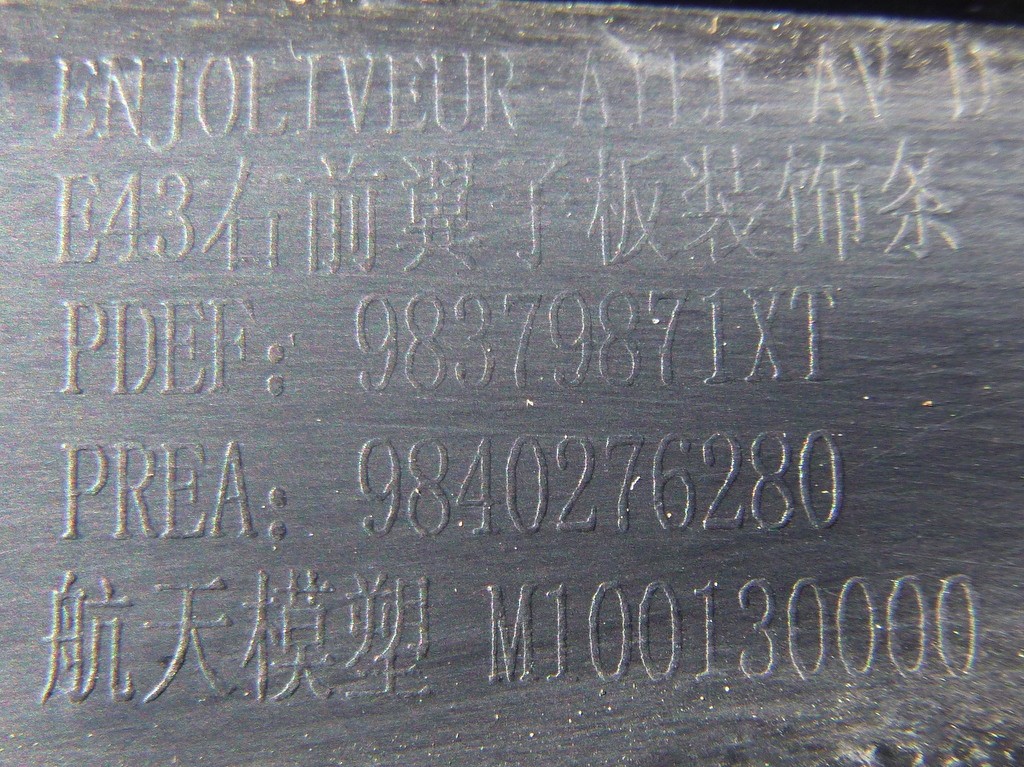 ENJOLIVEUR AILE AV D
E43右前翼子板装饰条
PDEF: 98379871XT
PREA: 9840276280
航天模塑 M100130000